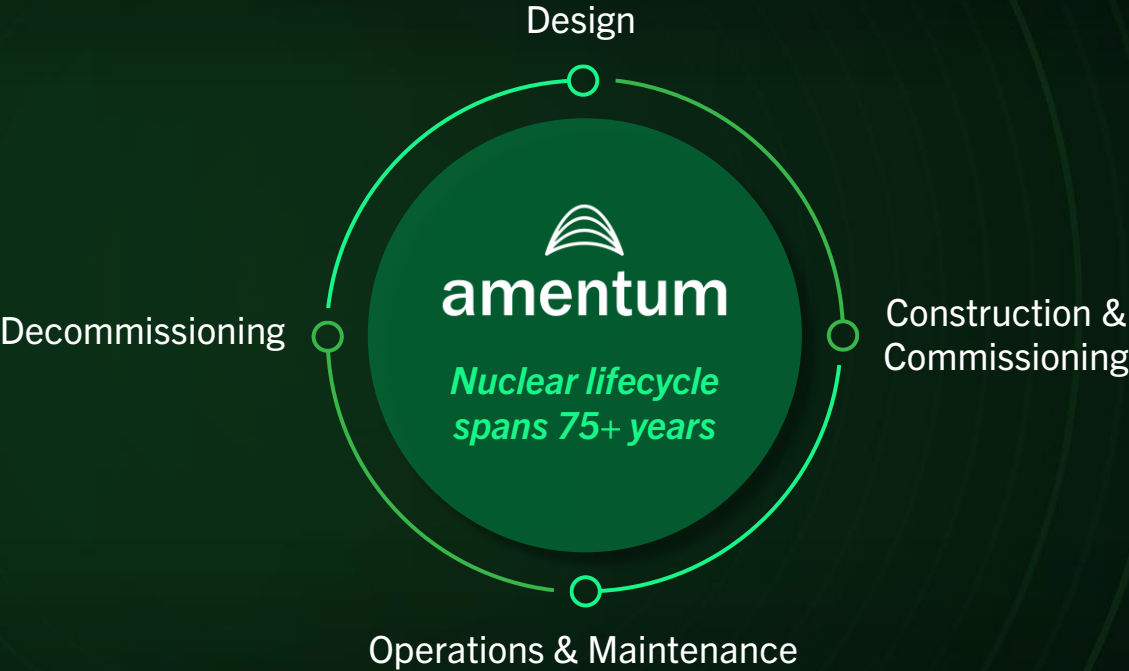 Design
amentum
Nuclear lifecycle
spans 75+ years
Decommissioning
Construction &
Commissioning
Operations & Maintenance